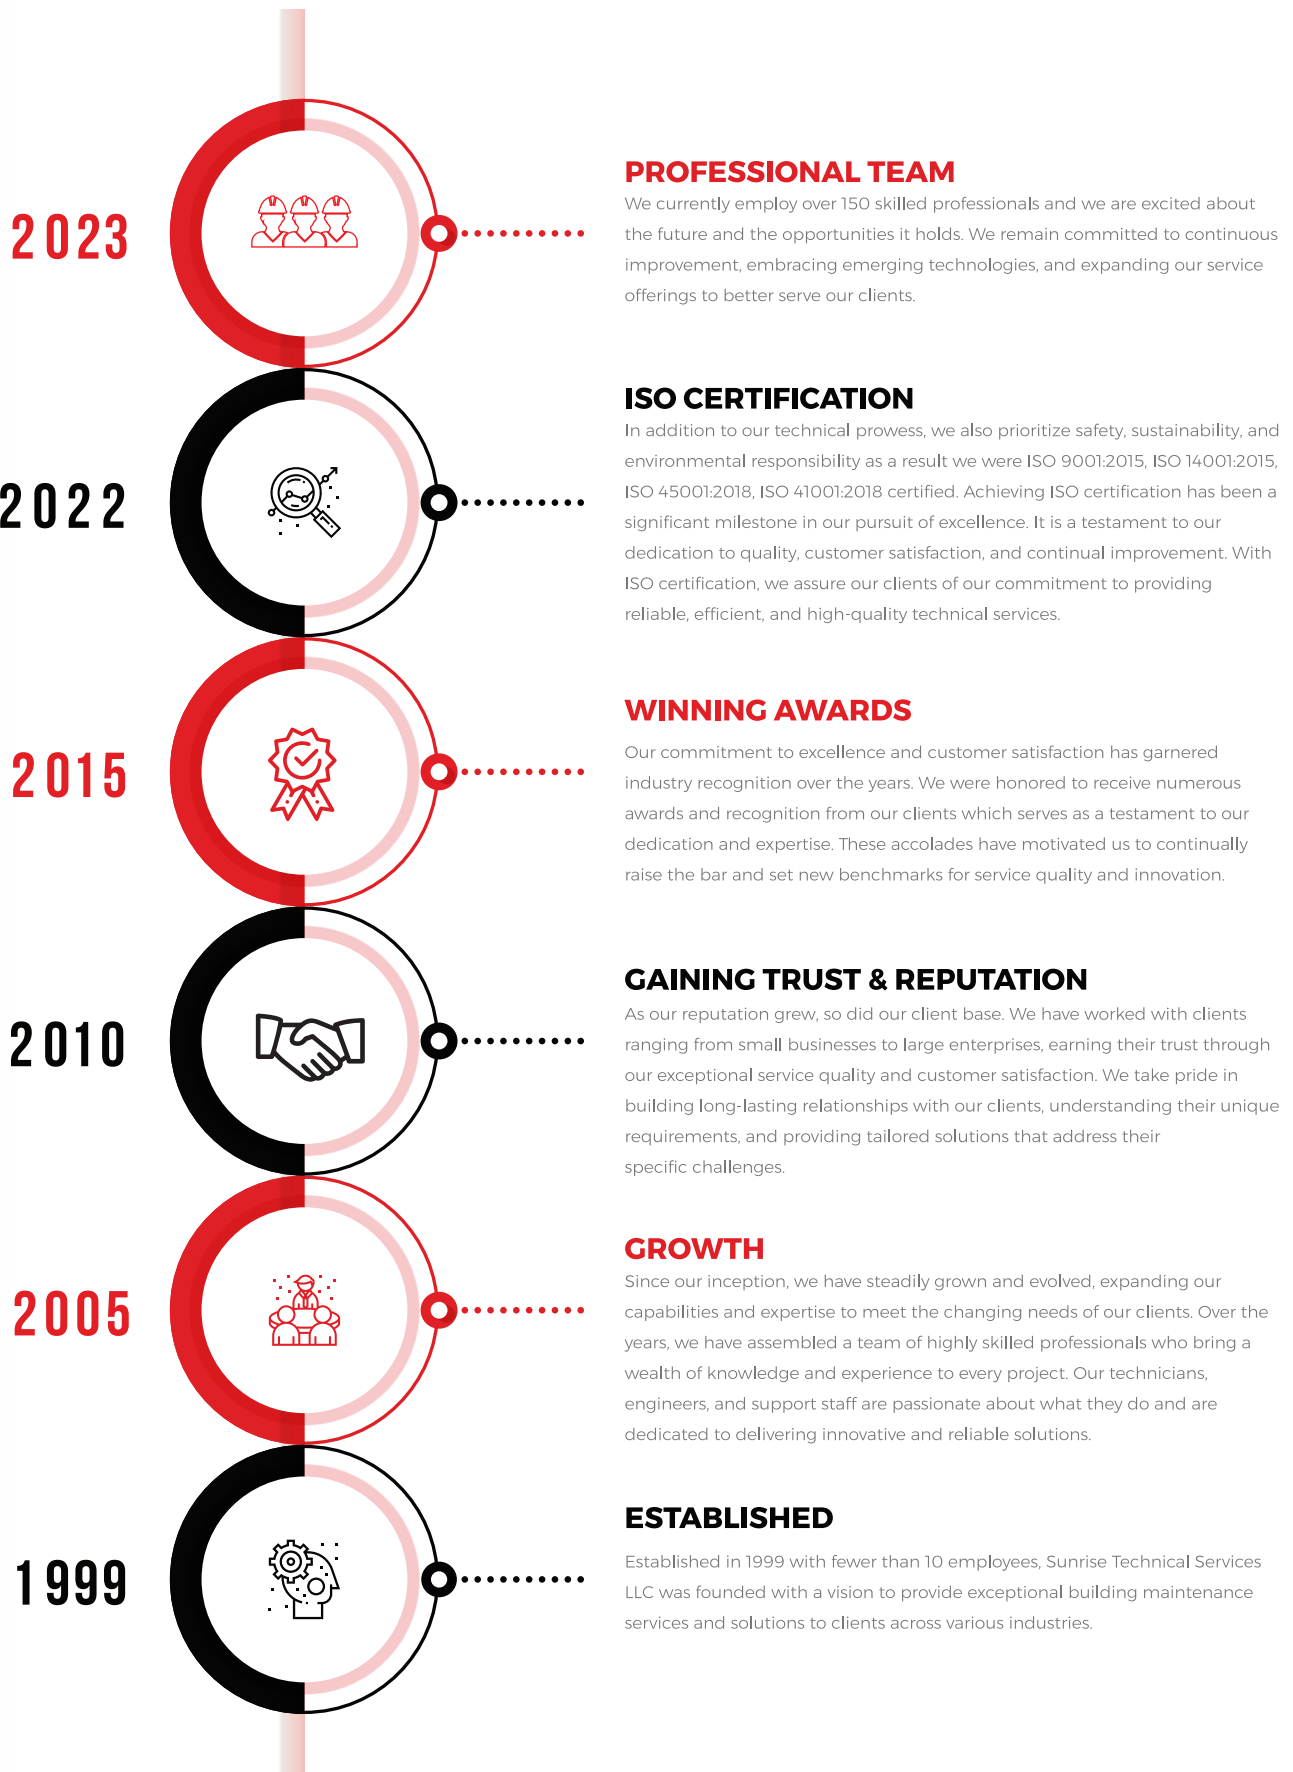 2023
PROFESSIONAL TEAM
We currently employ over 150 skilled professionals and we are excited about
the future and the opportunities it holds. We remain committed to continuous
improvement, embracing emerging technologies, and expanding our service
offerings to better serve our clients.
2022
ISO CERTIFICATION
In addition to our technical prowess, we also prioritize safety, sustainability, and
environmental responsibility as a result we were ISO 9001:2015, ISO 14001:2015,
ISO 45001:2018, ISO 41001:2018 certified. Achieving ISO certification has been a
significant milestone in our pursuit of excellence. It is a testament to our
dedication to quality, customer satisfaction, and continual improvement. With
ISO certification, we assure our clients of our commitment to providing
reliable, efficient, and high-quality technical services.
2015
WINNING AWARDS
Our commitment to excellence and customer satisfaction has garnered
industry recognition over the years. We were honored to receive numerous
awards and recognition from our clients which serves as a testament to our
dedication and expertise. These accolades have motivated us to continually
raise the bar and set new benchmarks for service quality and innovation.
2010
GAINING TRUST & REPUTATION
As our reputation grew, so did our client base. We have worked with clients
ranging from small businesses to large enterprises, earning their trust through
our exceptional service quality and customer satisfaction. We take pride in
building long-lasting relationships with our clients, understanding their unique
requirements, and providing tailored solutions that address their
specific challenges.
2005
GROWTH
Since our inception, we have steadily grown and evolved, expanding our
capabilities and expertise to meet the changing needs of our clients. Over the
years, we have assembled a team of highly skilled professionals who bring a
wealth of knowledge and experience to every project. Our technicians,
engineers, and support staff are passionate about what they do and are
dedicated to delivering innovative and reliable solutions.
1999
ESTABLISHED
Established in 1999 with fewer than 10 employees, Sunrise Technical Services
LLC was founded with a vision to provide exceptional building maintenance
services and solutions to clients across various industries.